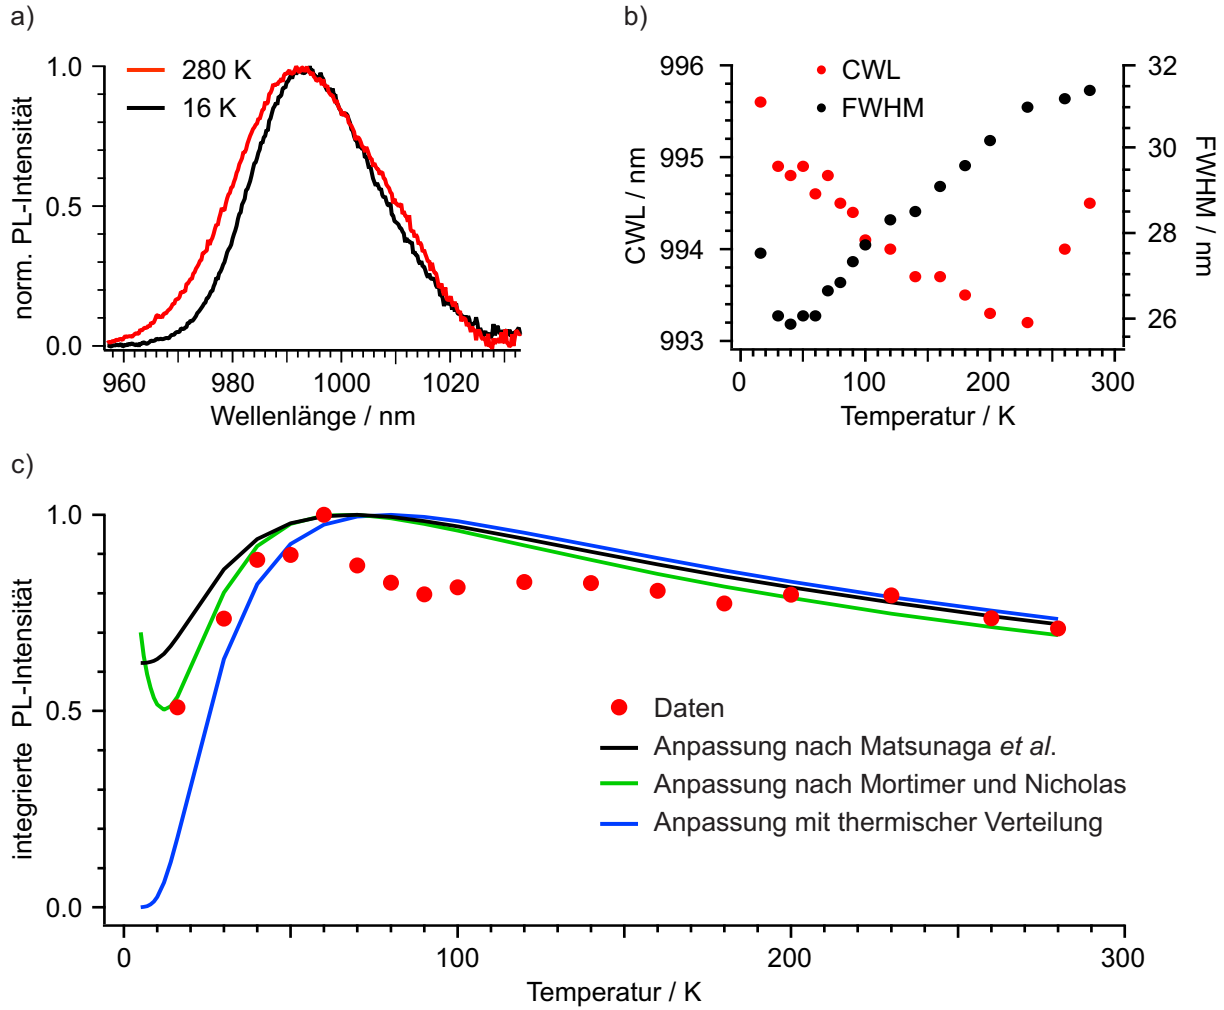 a)
norm. PL-Intensität
1.0
0.5
0.0
280 K
16 K
960
980
1000
1020
Wellenlänge / nm
b)
CWL / nm
996
995
994
993
CWL
FWHM
32
30
28
26
FWHM / nm
0
100
200
300
Temperatur / K
c)
integrierte PL-Intensität
1.0
0.5
0.0
Daten
Anpassung nach Matsunaga et al.
Anpassung nach Mortimer und Nicholas
Anpassung mit thermischer Verteilung
0
100
200
300
Temperatur / K